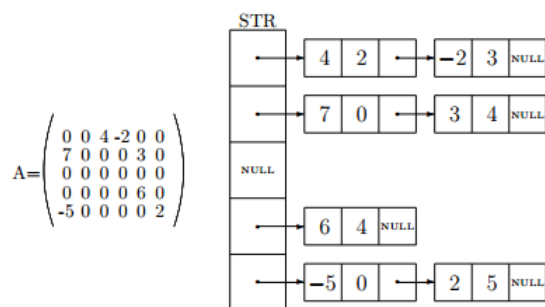 STR
4 2 -2 3 NULL
7 0 3 4 NULL
0 0 4 -2 0 0
7 0 0 0 3 0
A= 0 0 0 0 0 0
NULL
0 0 0 0 6 0
-5 0 0 0 0 2
6 4 NULL
-5 0 2 5 NULL